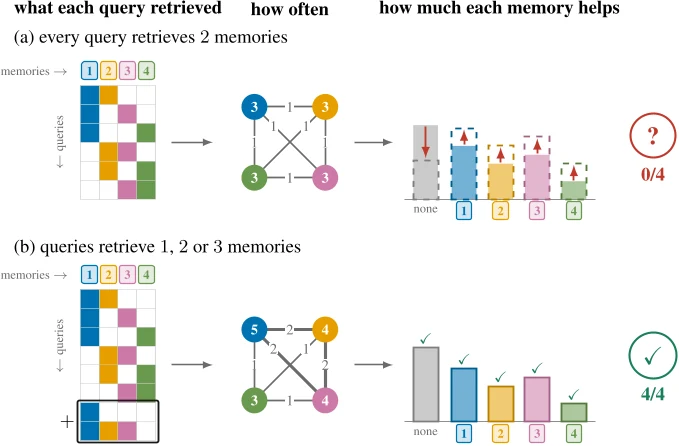 what each query retrieved how often how much each memory helps
(a) every query retrieves 2 memories
memories → 1 2 3 4
← queries
3 1 3
1 1
1 1
3 1 3
none 1 2 3 4
?
0/4
(b) queries retrieve 1, 2 or 3 memories
memories → 1 2 3 4
← queries
+
5 2 4
2 1
1 2
3 1 4
✓ ✓ ✓ ✓ ✓
none 1 2 3 4
✓
4/4